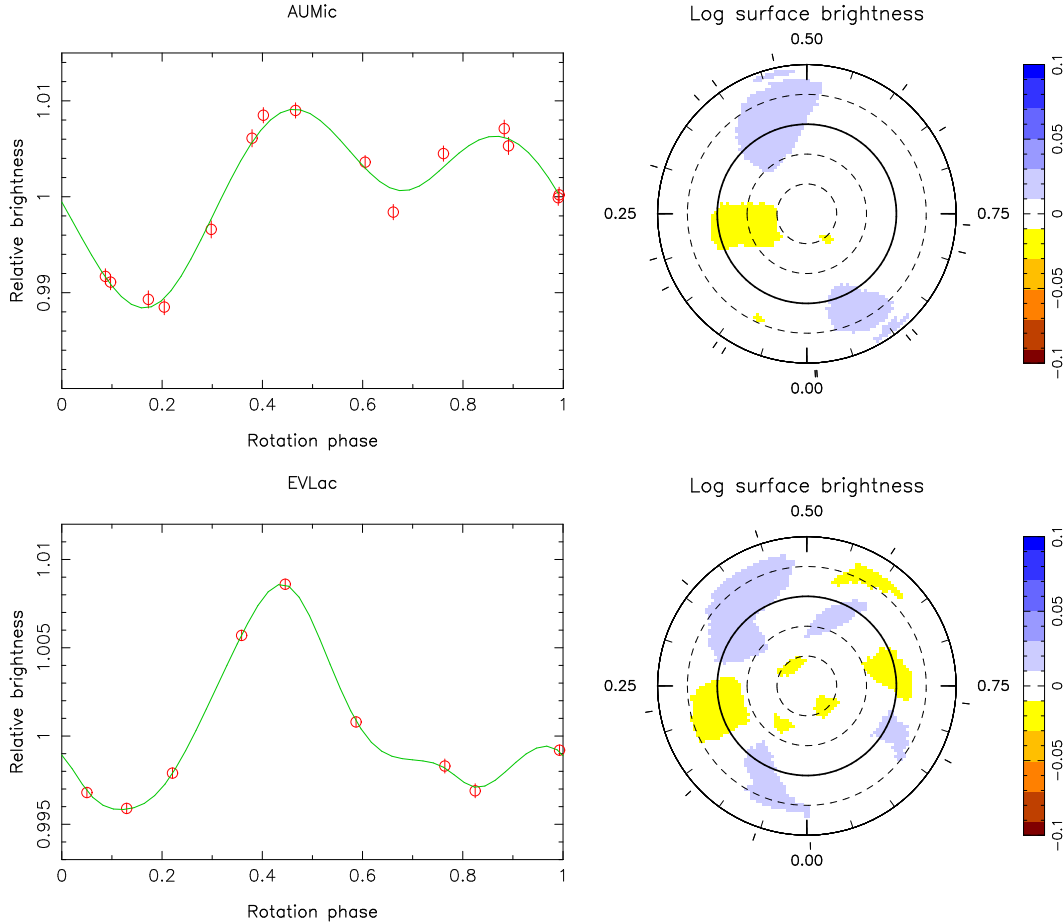 AUMic
Relative brightness
1.01
1
0.99
0 0.2 0.4 0.6 0.8 1
Rotation phase
Log surface brightness
0.50
0.25
0.75
0.00
0.1
0.05
0
−0.05
−0.1
EVLac
Relative brightness
1.01
1.005
1
0.995
0 0.2 0.4 0.6 0.8 1
Rotation phase
Log surface brightness
0.50
0.25
0.75
0.00
0.1
0.05
0
−0.05
−0.1